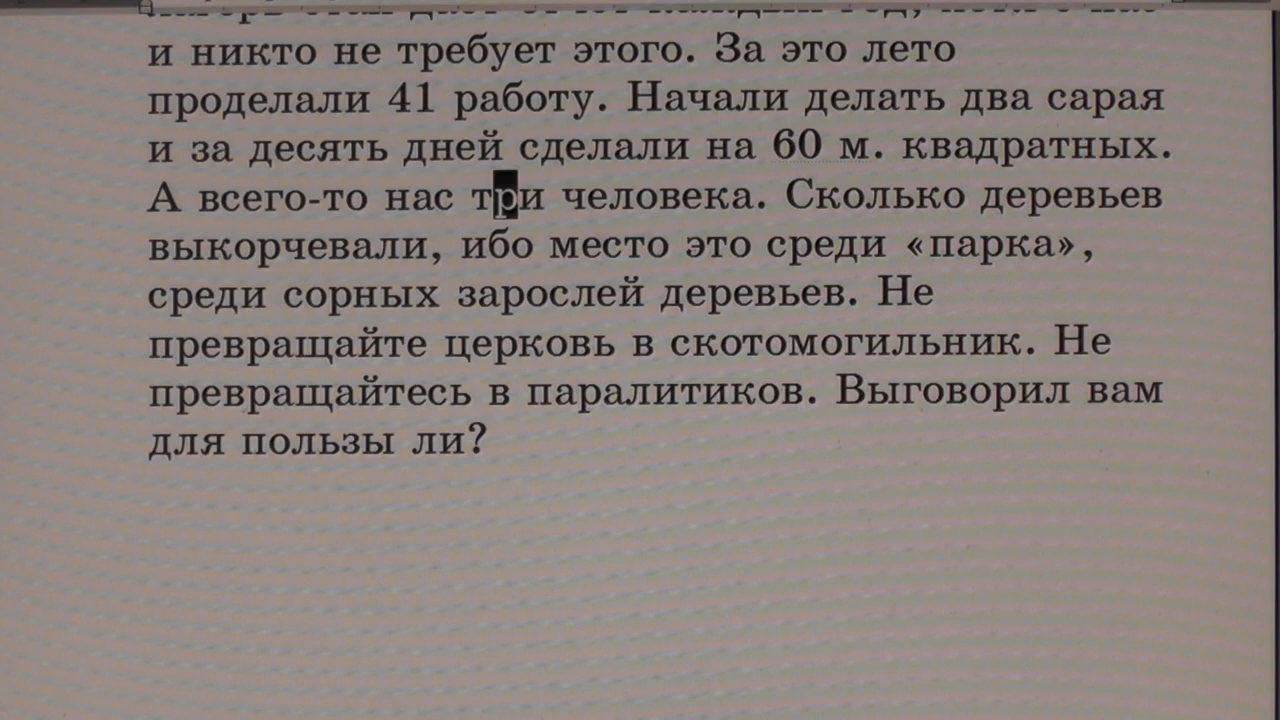 и никто не требует этого. За это лето
проделали 41 работу. Начали делать два сарая
и за десять дней сделали на 60 м. квадратных.
А всего-то нас три человека. Сколько деревьев
выкорчевали, ибо место это среди «парка»,
среди сорных зарослей деревьев. Не
превращайте церковь в скотомогильник. Не
превращайтесь в паралитиков. Выговорил вам
для пользы ли?